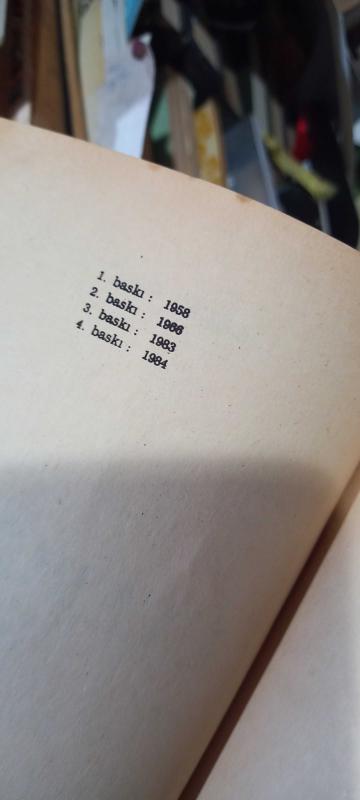 1. baskı : 1958
2. baskı : 1966
3. baskı : 1983
4. baskı : 1984